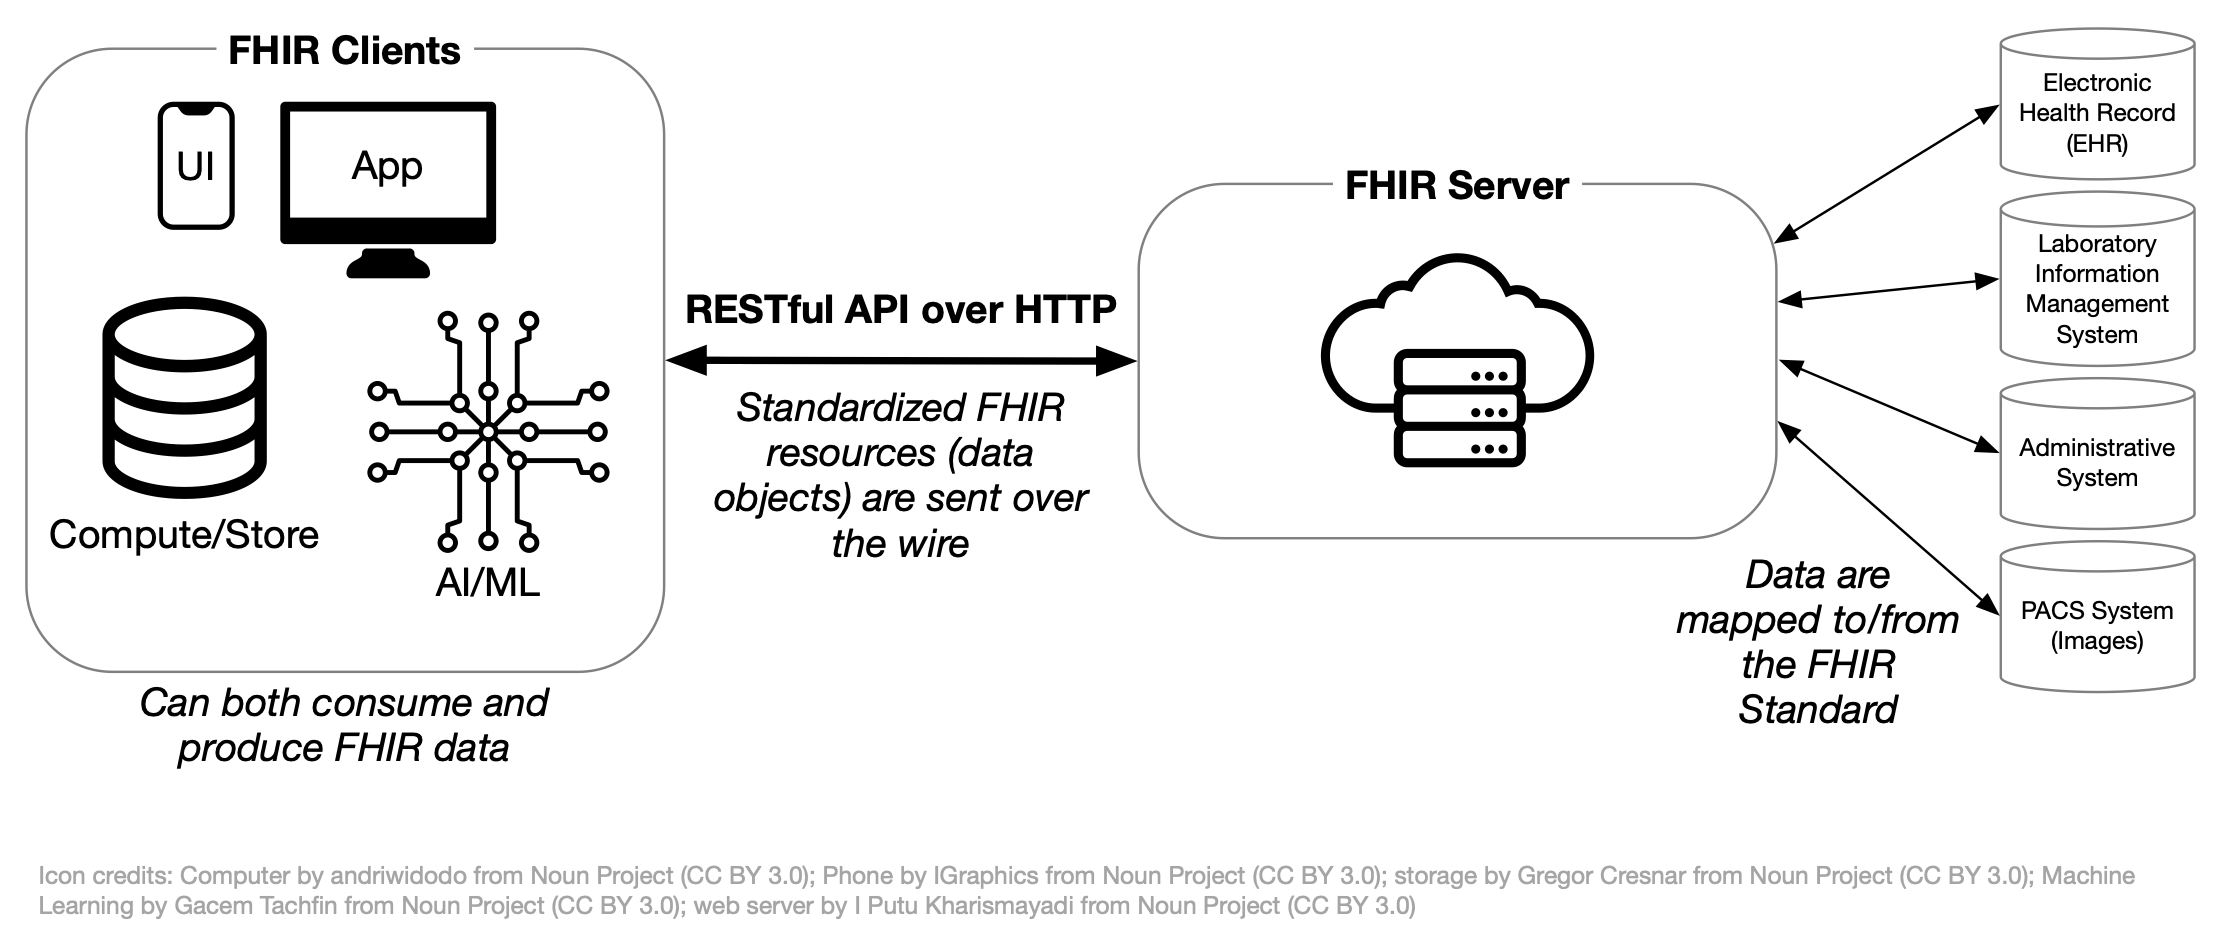 FHIR Clients
UI
App
Compute/Store
AI/ML
Can both consume and
produce FHIR data
RESTful API over HTTP
Standardized FHIR
resources (data
objects) are sent over
the wire
FHIR Server
Data are
mapped to/from
the FHIR
Standard
Electronic
Health Record
(EHR)
Laboratory
Information
Management
System
Administrative
System
PACS System
(Images)
Icon credits: Computer by andriwidodo from Noun Project (CC BY 3.0); Phone by IGraphics from Noun Project (CC BY 3.0); storage by Gregor Cresnar from Noun Project (CC BY 3.0); Machine
Learning by Gacem Tachfin from Noun Project (CC BY 3.0); web server by I Putu Kharismayadi from Noun Project (CC BY 3.0)